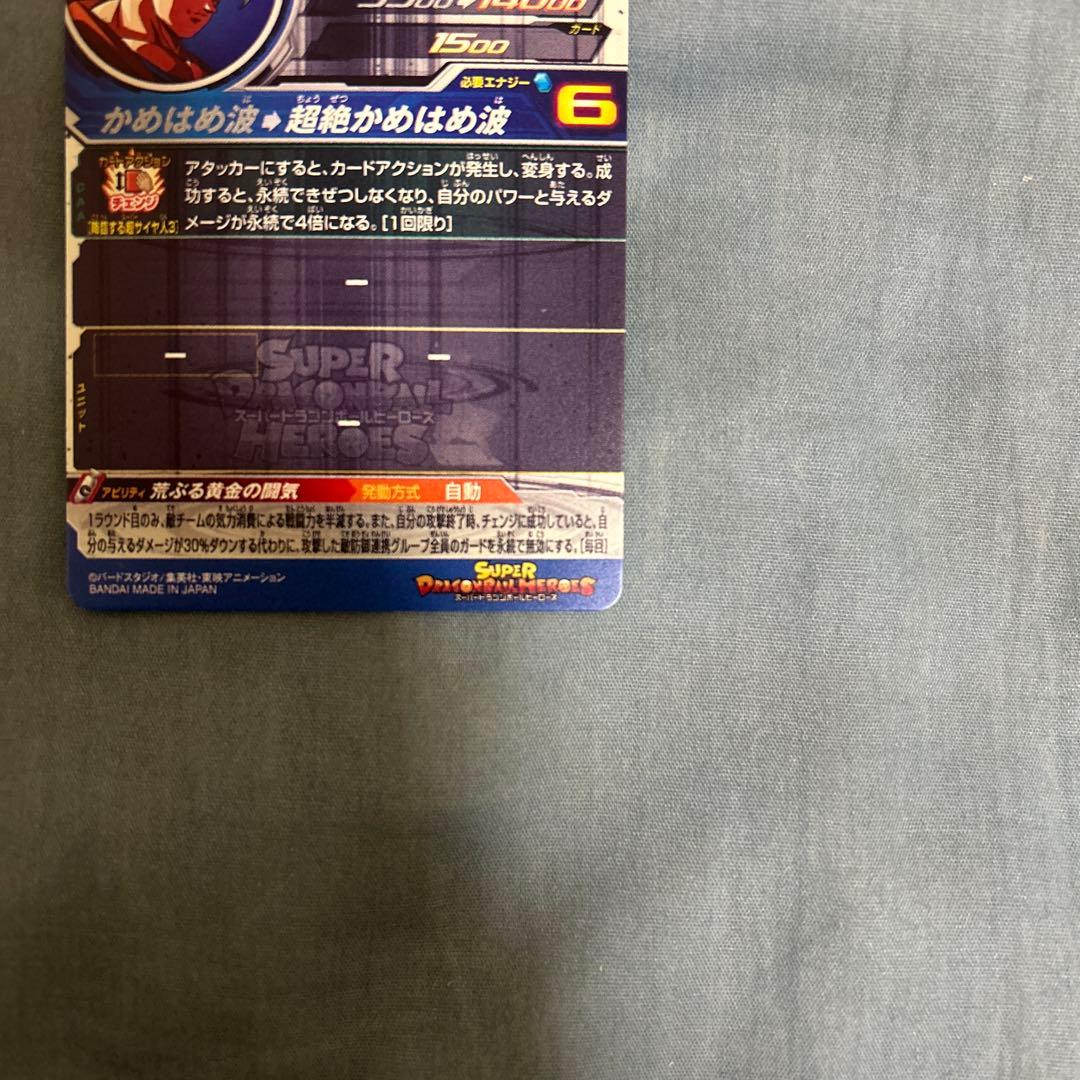 14000
ガード
1500
必要エナジー 6
かめはめ波➡超絶かめはめ波
カードアクション
チェンジ
アタッカーにすると、カードアクションが発生し、変身する。成
功すると、永続できぜつしなくなり、自分のパワーと与えるダ
メージが永続で4倍になる。[1回限り]
CAA
ー
ー
ー
ー
ユニット
SUPER
DRAGONBALL
スーパードラゴンボールヒーローズ
HEROES
アビリティ 荒ぶる黄金の闘気 発動方式 自動
1ラウンド目のみ、敵チームの気力消費による戦闘力を半減する。また、自分の攻撃終了時、チェンジに成功していると、自
分の与えるダメージが30%ダウンする代わりに、攻撃した敵防御連携グループ全員のガードを永続で無効にする。[毎回]
©バードスタジオ/集英社・東映アニメーション
BANDAI MADE IN JAPAN
SUPER
DRAGONBALL HEROES
スーパードラゴンボールヒーローズ